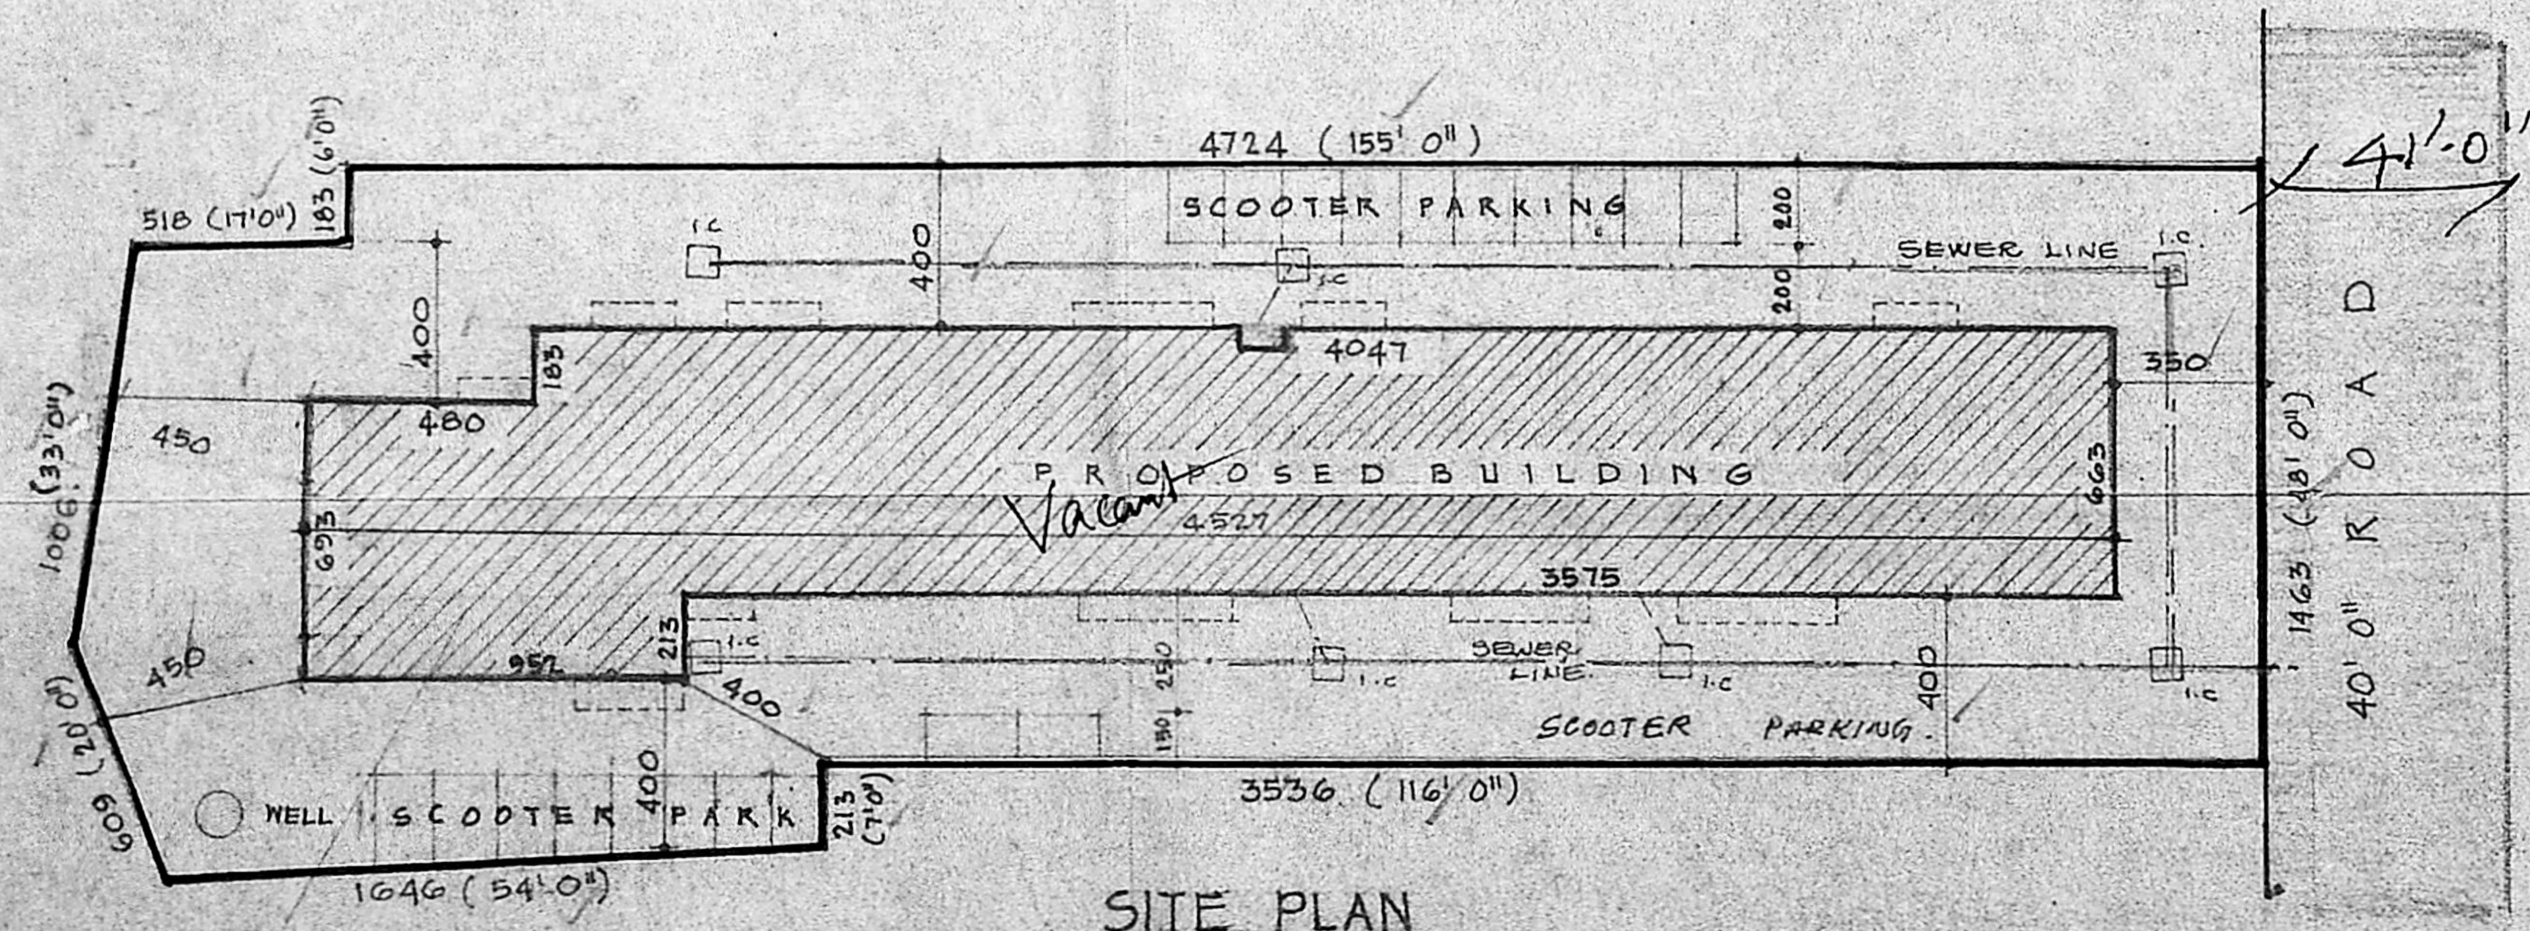 4724 (155' 0")
41'-0"
183 (6'0")
518 (17'0")
SCOOTER PARKING
200
I.C
400
SEWER LINE
I.C.
I.C
200
400
183
4047
350
480
450
1006 (33'0")
PROPOSED BUILDING
Vacant
4527
693
663
1463 (48' 0")
40' 0" ROAD
3575
213
952
I.C
450
400
250
SEWER
LINE.
I.C
I.C
400
I.C
609 (20' 0")
150
SCOOTER PARKING.
400
WELL
SCOOTER PARK
213
(7'0")
3536 (116' 0")
1646 (54'-0")
SITE PLAN